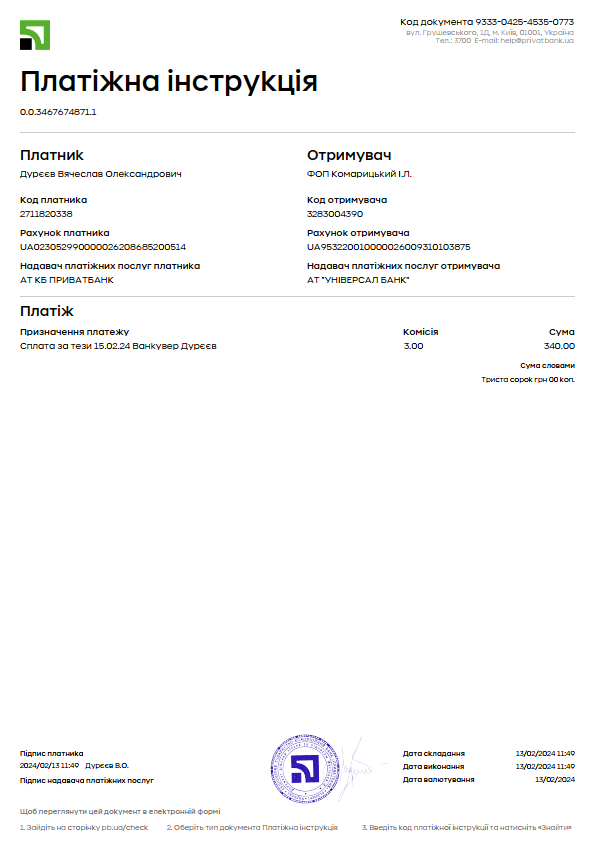 Код документа 9333-0425-4535-0773
вул. Грушевського, 1Д, м. Київ, 01001, Україна
Тел.: 3700 E-mail: help@privatbank.ua
Платіжна інструкція
0.0.3467674871.1
Платник
Дурєєв Вячеслав Олександрович
Код платника
2711820338
Рахунок платника
UA023052990000026208685200514
Надавач платіжних послуг платника
АТ КБ ПРИВАТБАНК
Отримувач
ФОП Комарицький І.Л.
Код отримувача
3283004390
Рахунок отримувача
UA953220010000026009310103875
Надавач платіжних послуг отримувача
АТ "УНІВЕРСАЛ БАНК"
Платіж
Призначення платежу Комісія Сума
Сплата за тези 15.02.24 Ванкувер Дурєєв 3.00 340.00
Сума словами
Триста сорок грн 00 коп.
Підпис платника
2024/02/13 11:49 Дурєєв В.О.
Підпис надавача платіжних послуг
Дата складання 13/02/2024 11:49
Дата виконання 13/02/2024 11:49
Дата валютування 13/02/2024
Щоб переглянути цей документ в електронній формі
1. Зайдіть на сторінку pb.ua/check 2. Оберіть тип документа Платіжна інструкція 3. Введіть код платіжної інструкції та натисніть «Знайти»